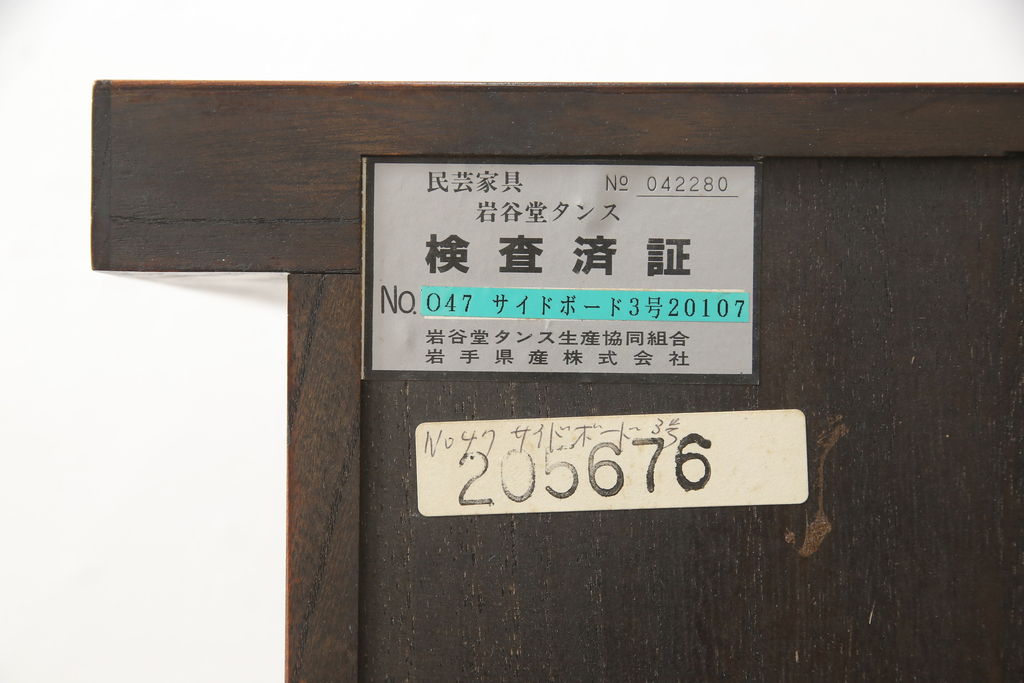 民芸家具 № 042280
岩谷堂タンス
検査済証
NO. 047 サイドボード3号20107
岩谷堂タンス生産協同組合
岩手県産株式会社
No47 サイドボード 3号
205676